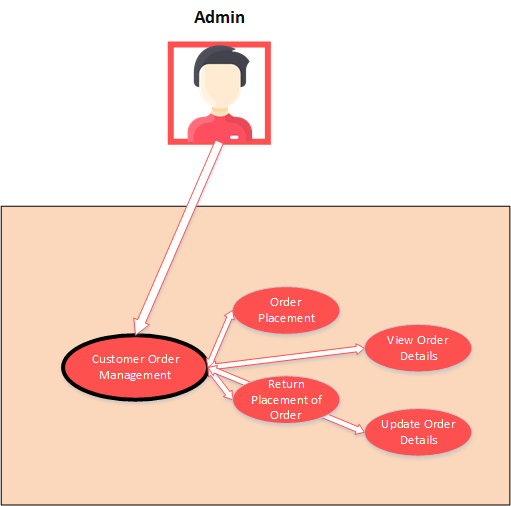 Admin
Order
Placement
Customer Order
Management
View Order
Details
Return
Placement of
Order
Update Order
Details